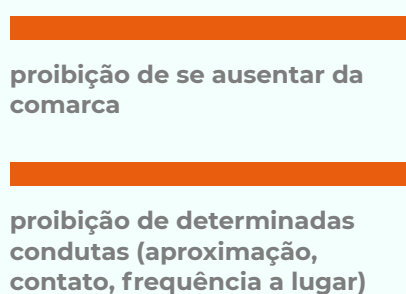 proibição de se ausentar da
comarca
proibição de determinadas
condutas (aproximação,
contato, frequência a lugar)